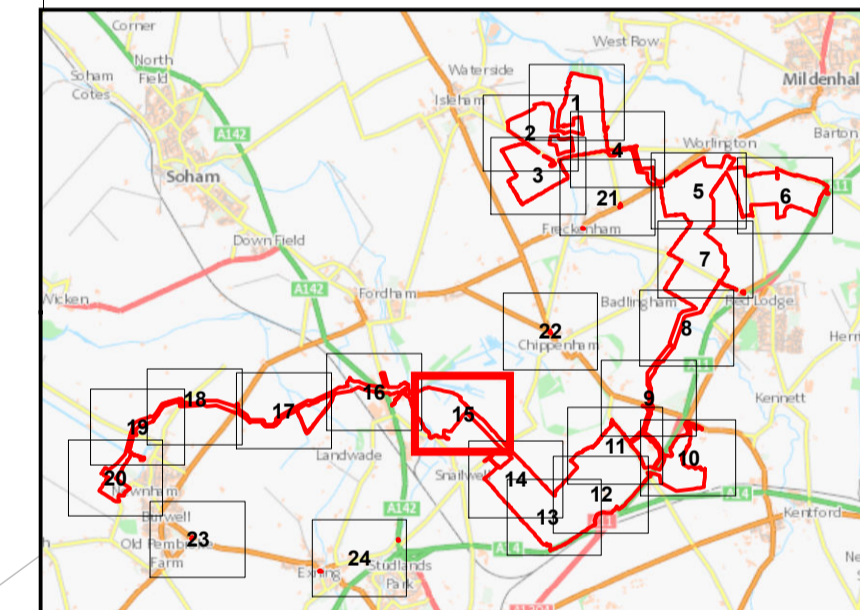 Corner
North
Field
Soham
Cotes
A142
Soham
Down Field
A142
Wicken
Fordham
West Row
Waterside
Isleham
Mildenhal
Barton
Worlington
11
1
2
3
4
5
6
21
Freckenham
7
Badlingham
Red Lodge
8
22
Chippenham
A11
Kennett
9
10
11
12
13
14
15
16
17
18
19
20
Landwade
Snailwell
Burwell
23
Old
Farm
24
Exning
Studlands
Park
A142
A14
A14
Kentford